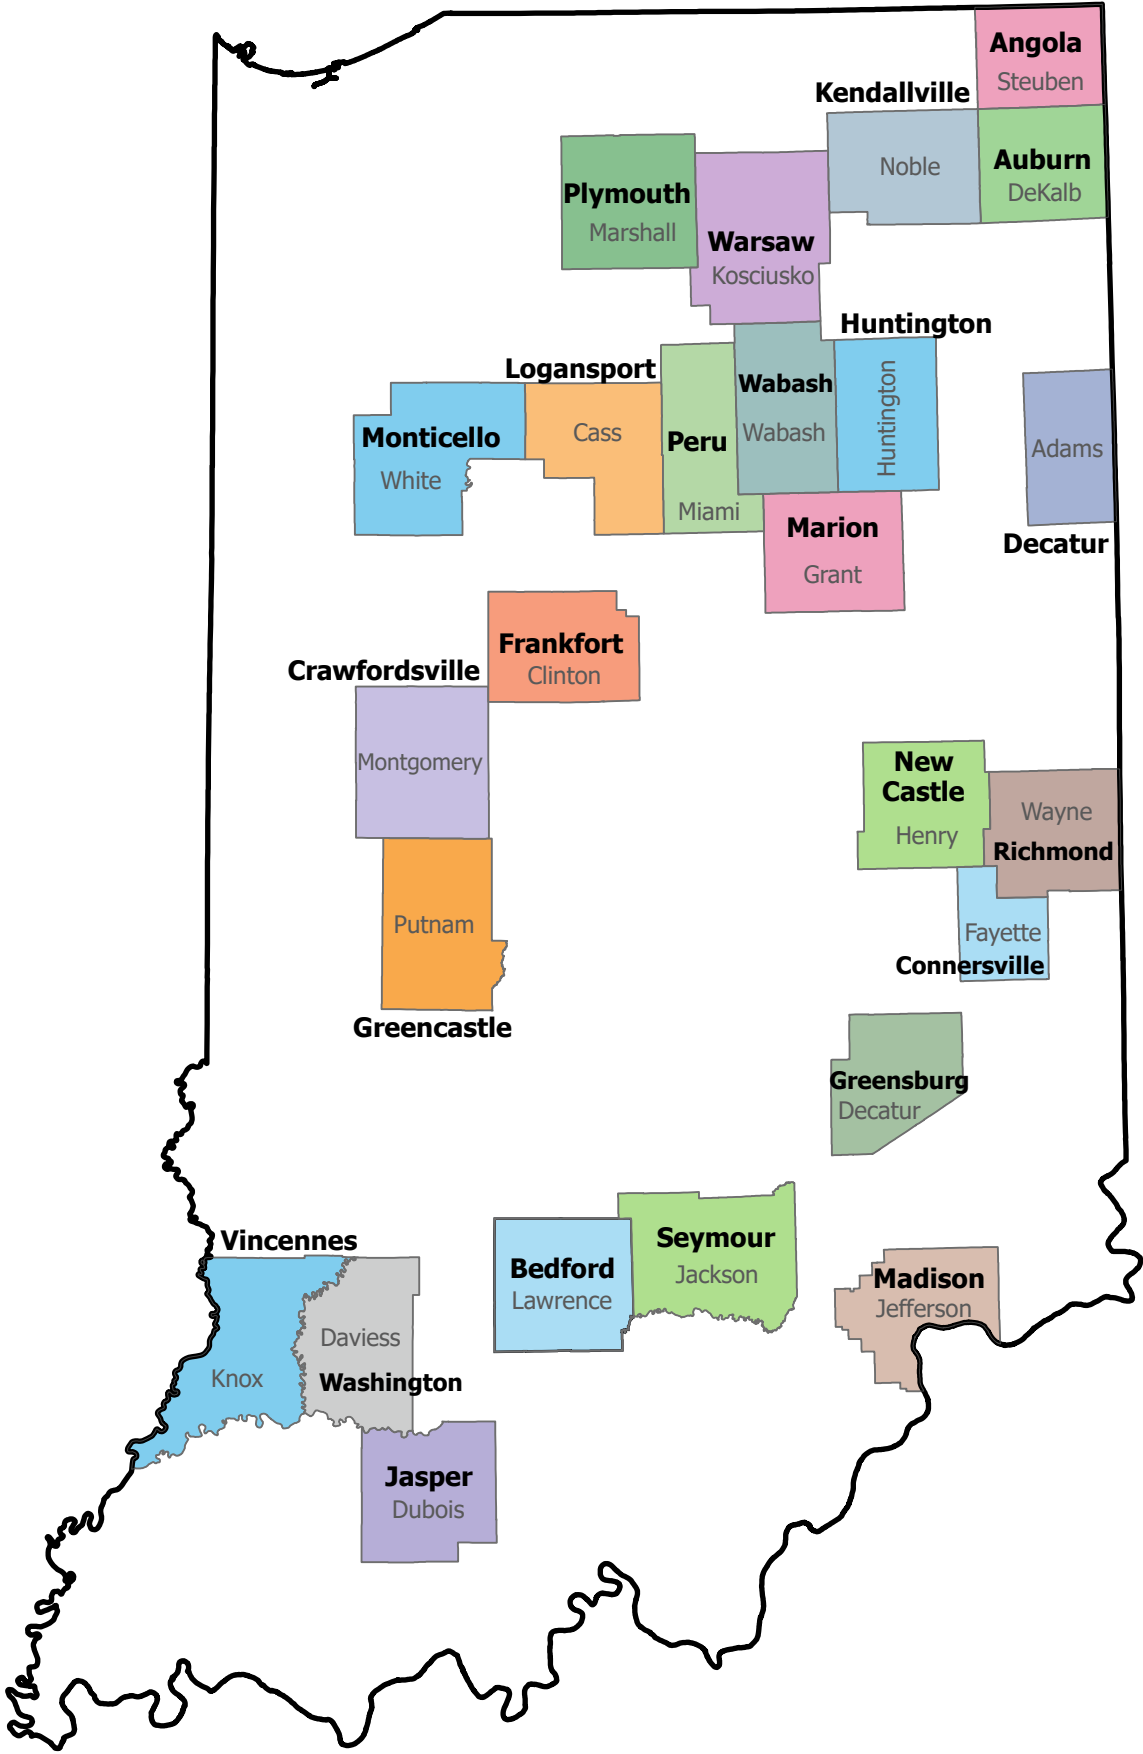 Angola
Steuben
Kendallville
Noble
Auburn
DeKalb
Plymouth
Marshall
Warsaw
Kosciusko
Huntington
Huntington
Logansport
Cass
Wabash
Wabash
Monticello
White
Peru
Miami
Adams
Decatur
Marion
Grant
Frankfort
Clinton
Crawfordsville
Montgomery
New
Castle
Henry
Wayne
Richmond
Putnam
Greencastle
Fayette
Connersville
Greensburg
Decatur
Vincennes
Knox
Daviess
Washington
Bedford
Lawrence
Seymour
Jackson
Madison
Jefferson
Jasper
Dubois